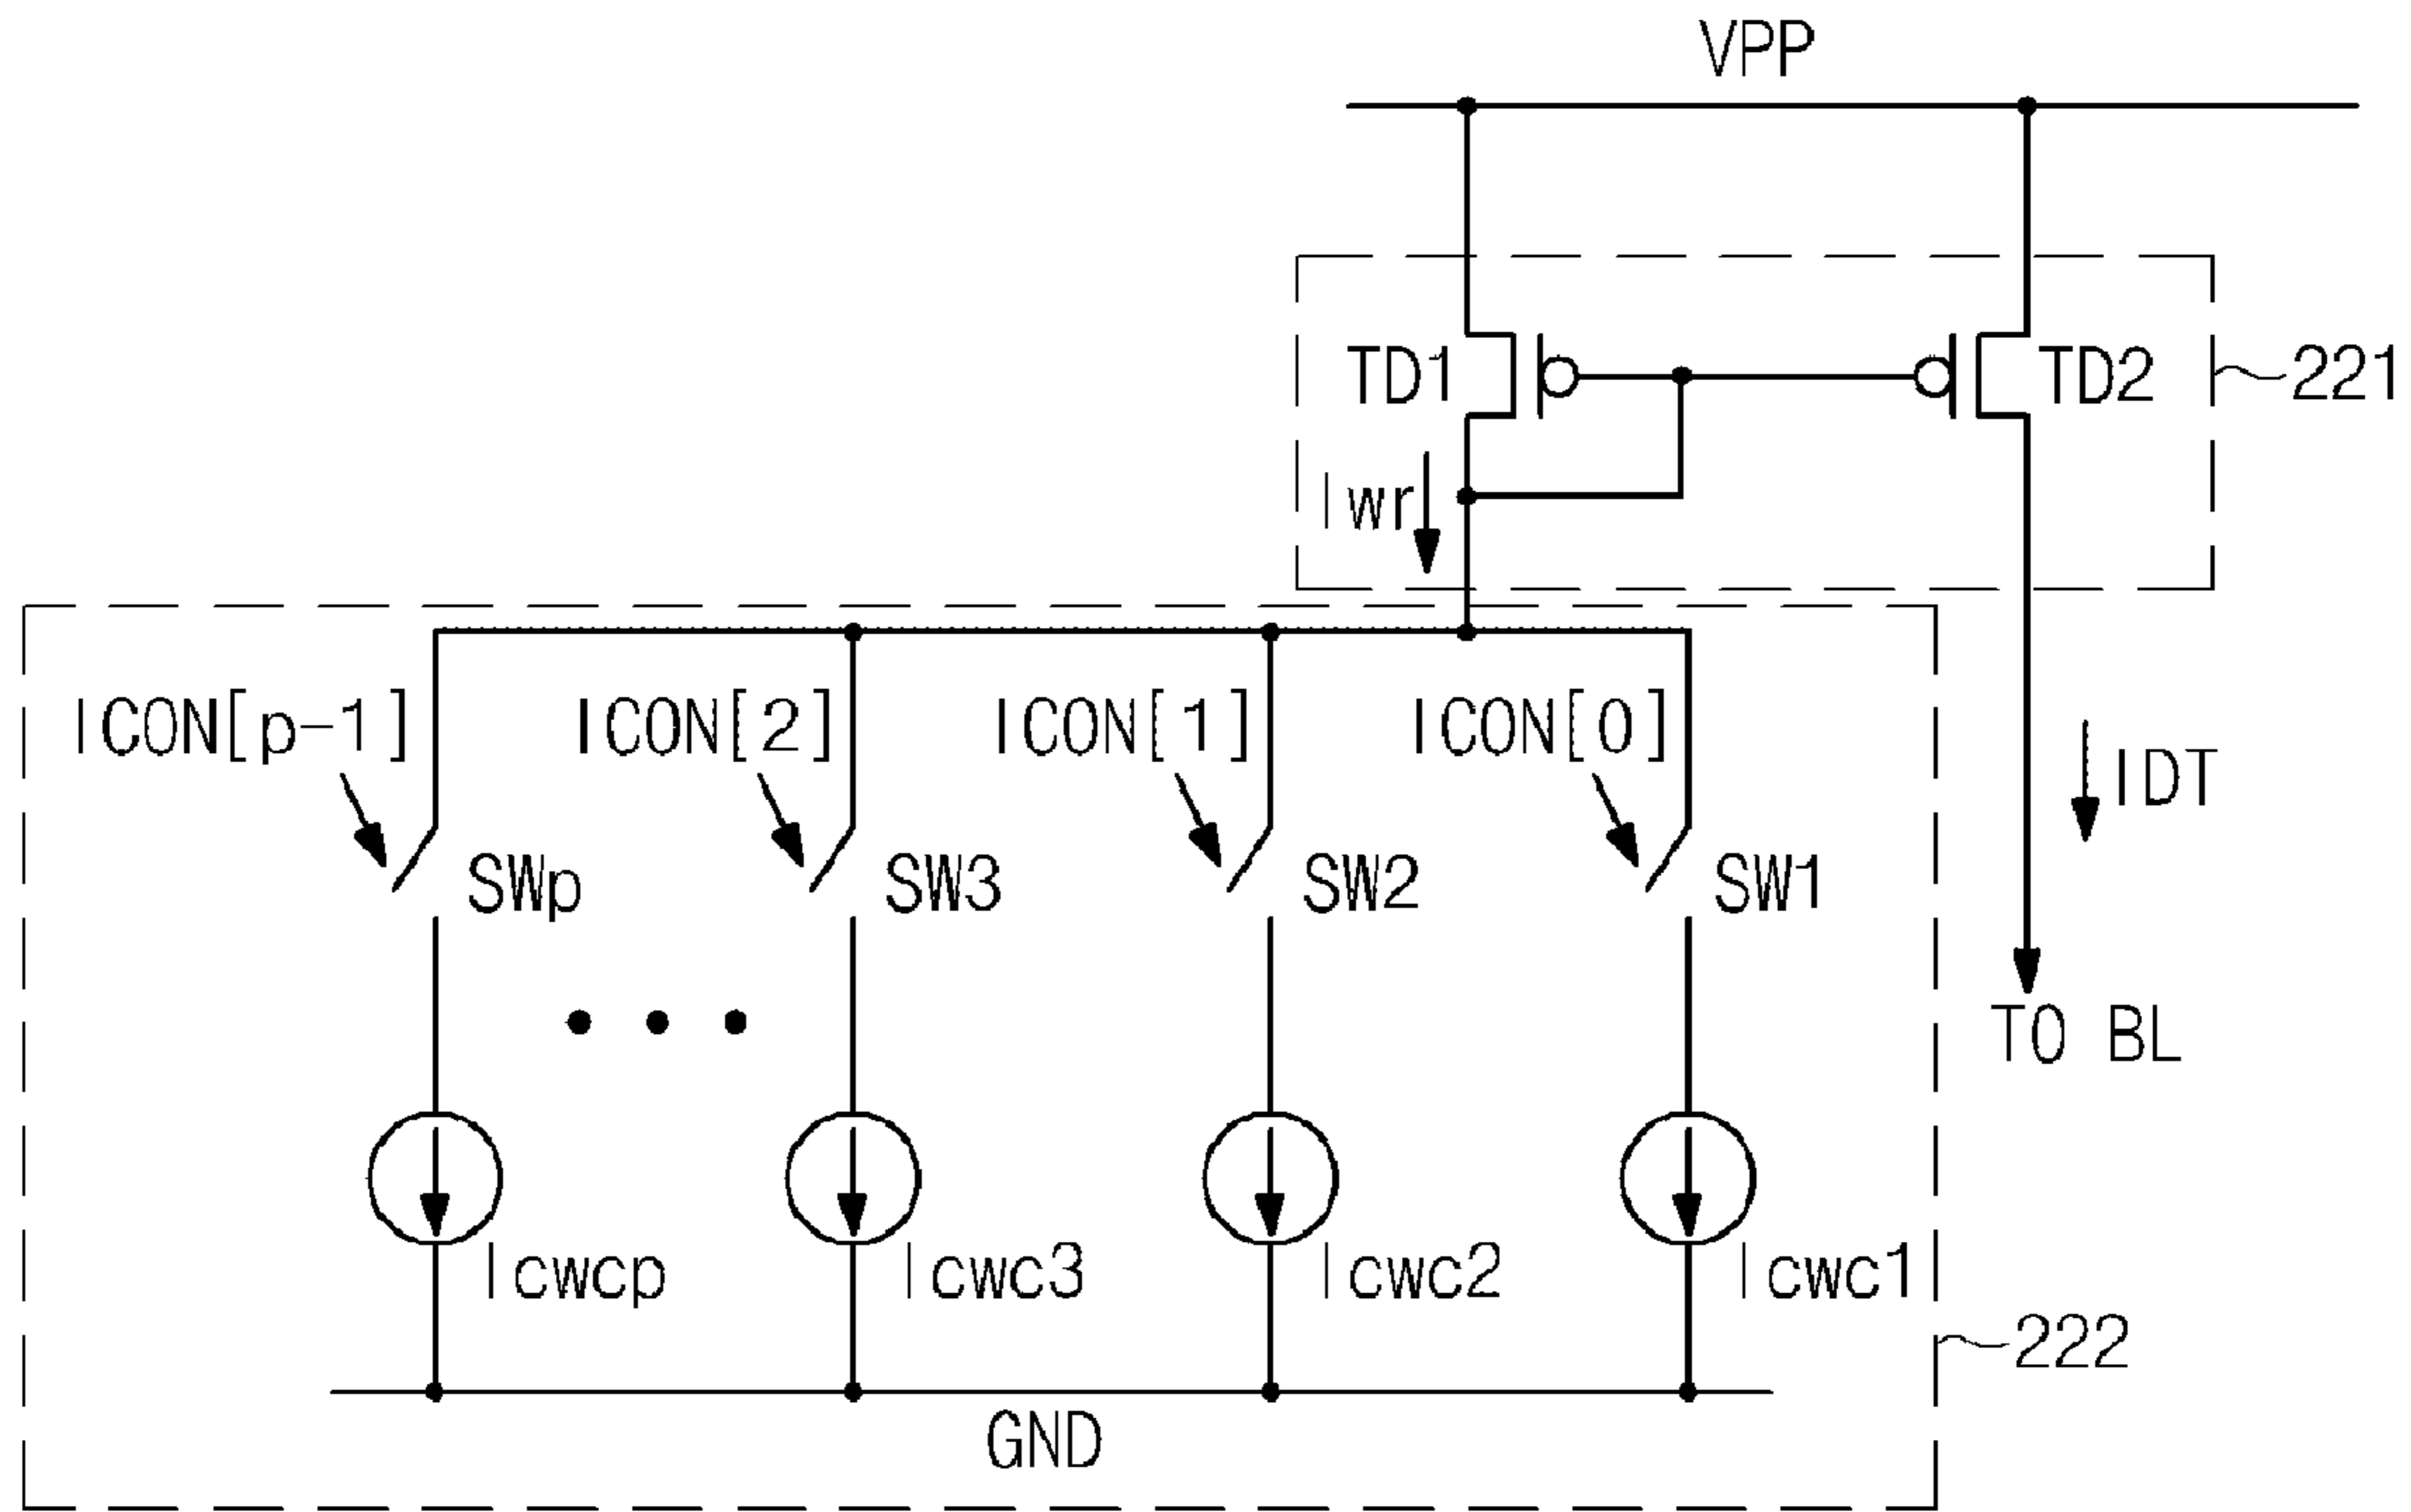 VPP
TD1
TD2
221
Iwr
ICON[p-1]
ICON[2]
ICON[1]
ICON[0]
IDT
SWp
SW3
SW2
SW1
TO BL
Icwcp
Icwc3
Icwc2
Icwc1
222
GND